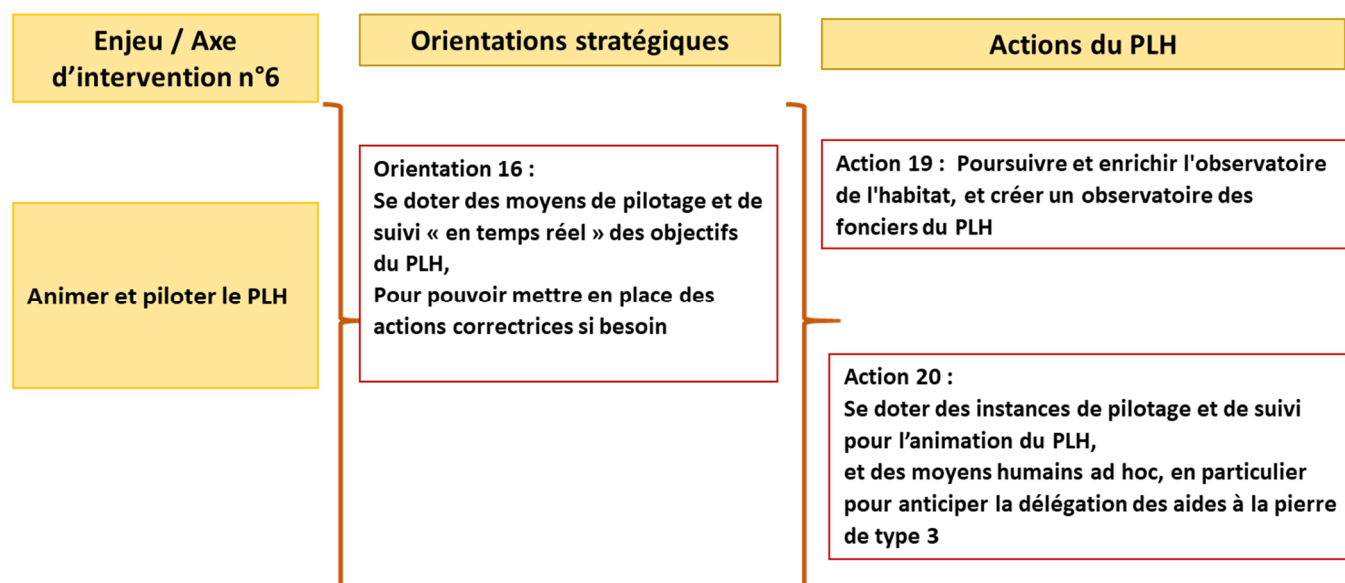 Enjeu / Axe
d’intervention n°6
Orientations stratégiques
Actions du PLH
Animer et piloter le PLH
Orientation 16 :
Se doter des moyens de pilotage et de
suivi « en temps réel » des objectifs
du PLH,
Pour pouvoir mettre en place des
actions correctrices si besoin
Action 19 :  Poursuivre et enrichir l'observatoire
de l'habitat, et créer un observatoire des
fonciers du PLH
Action 20 :
Se doter des instances de pilotage et de suivi
pour l’animation du PLH,
et des moyens humains ad hoc, en particulier
pour anticiper la délégation des aides à la pierre
de type 3